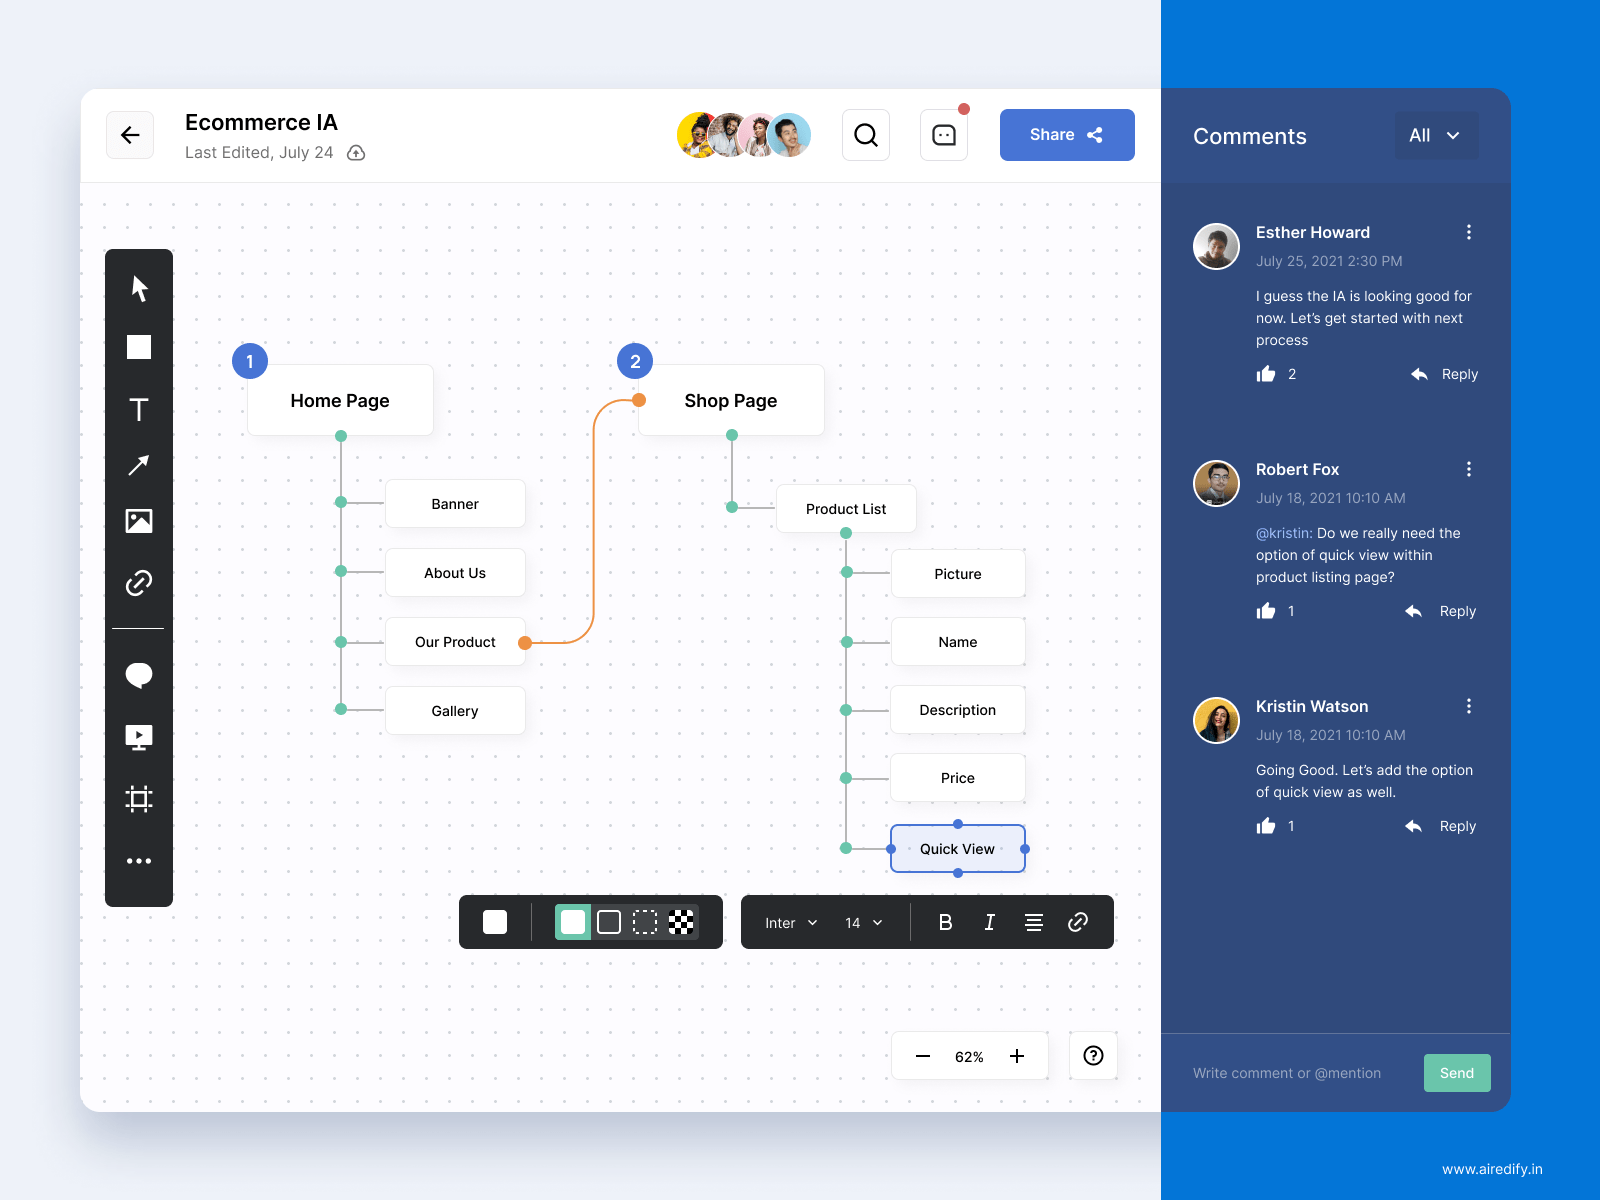 Ecommerce IA
Last Edited, July 24
Share
Comments
All
1
Home Page
Banner
About Us
Our Product
Gallery
2
Shop Page
Product List
Picture
Name
Description
Price
Quick View
T
Inter
14
B
I
62%
?
Esther Howard
July 25, 2021 2:30 PM
I guess the IA is looking good for
now. Let’s get started with next
process
2
Reply
Robert Fox
July 18, 2021 10:10 AM
@kristin: Do we really need the
option of quick view within
product listing page?
1
Reply
Kristin Watson
July 18, 2021 10:10 AM
Going Good. Let’s add the option
of quick view as well.
1
Reply
Write comment or @mention
Send
www.airedify.in